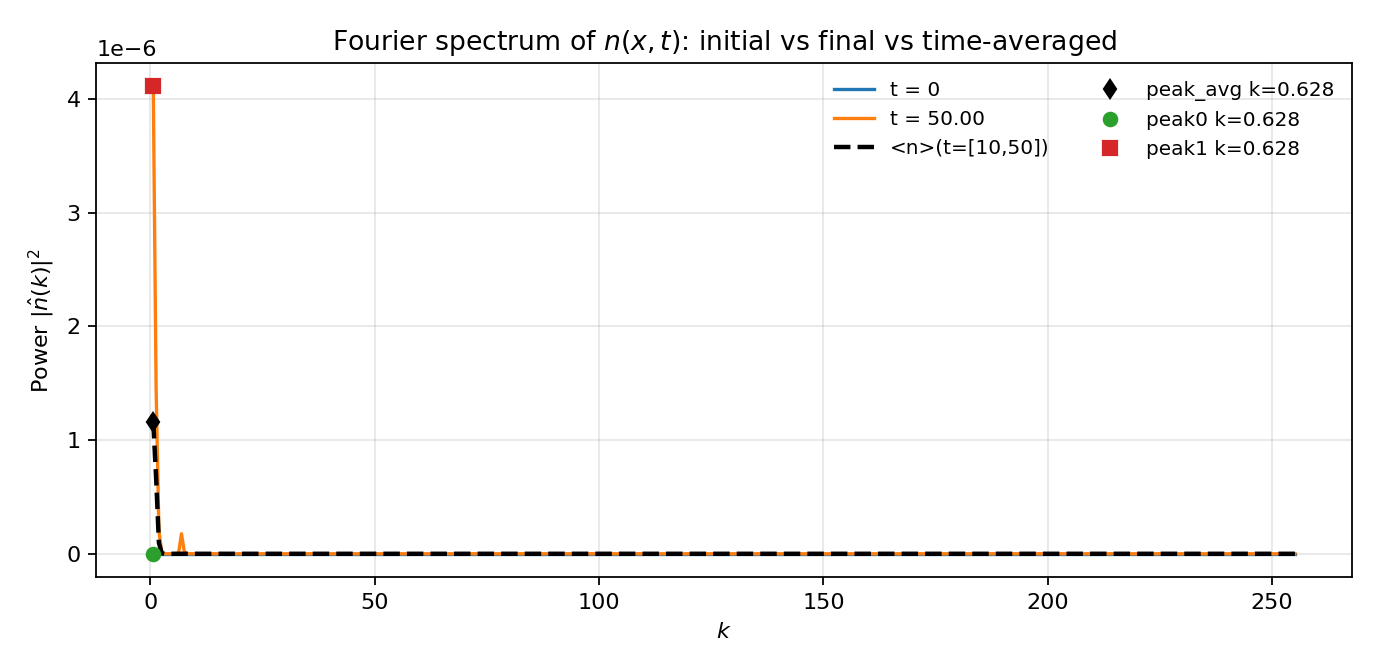 Fourier spectrum of n(x, t): initial vs final vs time-averaged
1e−6
t = 0
t = 50.00
<n>(t=[10,50])
peak_avg k=0.628
peak0 k=0.628
peak1 k=0.628
Power |n̂(k)|²
4
3
2
1
0
0 50 100 150 200 250
k